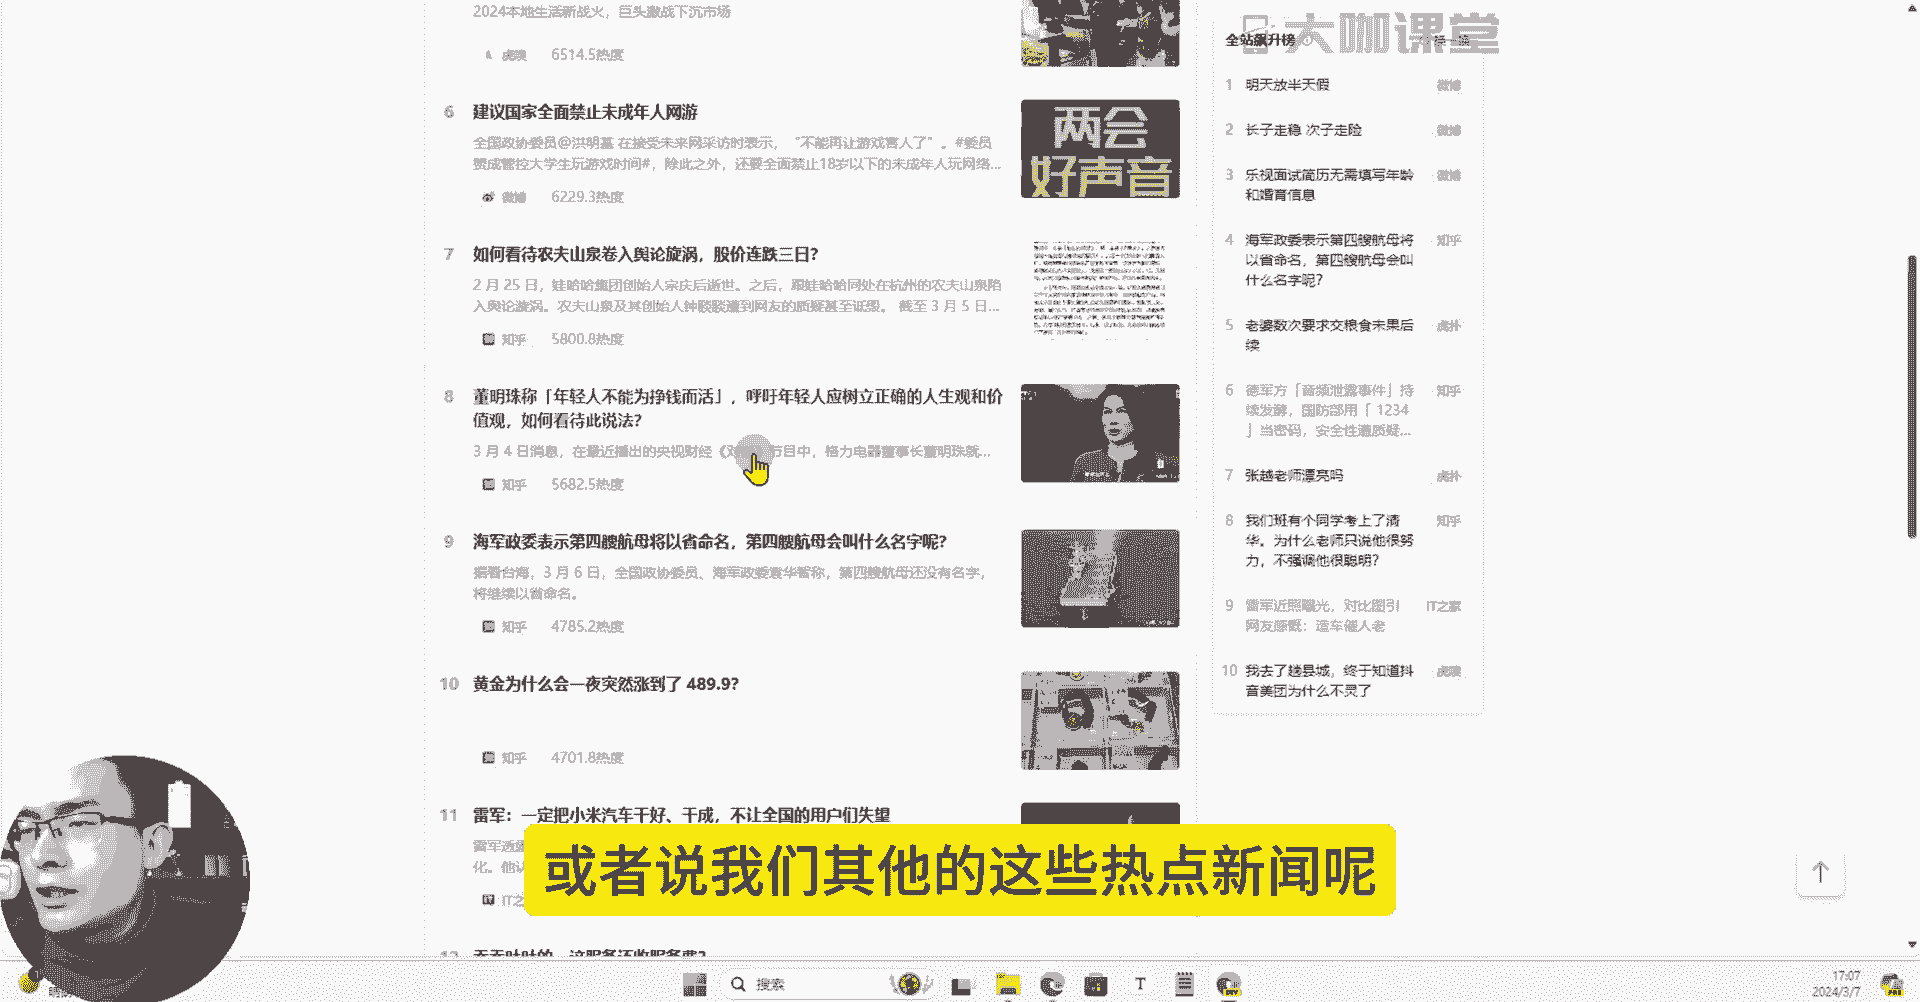 2024本地生活新战火，巨头激战下沉市场
虎嗅 6514.5热度
6 建议国家全面禁止未成年人网游
全国政协委员@洪明基 在接受未来网采访时表示，“不能再让游戏害人了”。#委员
赞成管控大学生玩游戏时间#，除此之外，还要全面禁止18岁以下的未成年人玩网络...
微博 6229.3热度
两会
好声音
7 如何看待农夫山泉卷入舆论旋涡，股价连跌三日？
2 月 25 日，娃哈哈集团创始人宗庆后逝世。之后，跟娃哈哈同处在杭州的农夫山泉陷
入舆论漩涡。农夫山泉及其创始人钟睒睒遭到网友的质疑甚至诋毁。 截至 3 月 5 日...
知乎 5800.8热度
8 董明珠称「年轻人不能为挣钱而活」，呼吁年轻人应树立正确的人生观和价
值观，如何看待此说法？
3 月 4 日消息，在最近播出的央视财经《对 节目中，格力电器董事长董明珠就...
知乎 5682.5热度
9 海军政委表示第四艘航母将以省命名，第四艘航母会叫什么名字呢？
据看台海，3 月 6 日，全国政协委员、海军政委袁华智称，第四艘航母还没有名字，
将继续以省命名。
知乎 4785.2热度
10 黄金为什么会一夜突然涨到了 489.9?
知乎 4701.8热度
11 雷军：一定把小米汽车干好、干成，不让全国的用户们失望
雷军透
化。他
IT之
或者说我们其他的这些热点新闻呢
大咖课堂
全站飙升榜 换一换
1 明天放半天假 微博
2 长子走稳 次子走险 微博
3 乐视面试简历无需填写年龄 微博
和婚育信息
4 海军政委表示第四艘航母将 知乎
以省命名，第四艘航母会叫
什么名字呢？
5 老婆数次要求交粮食未果后 虎扑
续
6 德军方「音频泄露事件」持 知乎
续发酵，国防部用「 1234
」当密码，安全性遭质疑...
7 张越老师漂亮吗 虎扑
8 我们班有个同学考上了清 知乎
华。为什么老师只说他很努
力，不强调他很聪明？
9 雷军近照曝光，对比图引 IT之家
网友感慨：造车催人老
10 我去了趟县城，终于知道抖 虎嗅
音美团为什么不灵了
搜索
17:07
2024/3/7